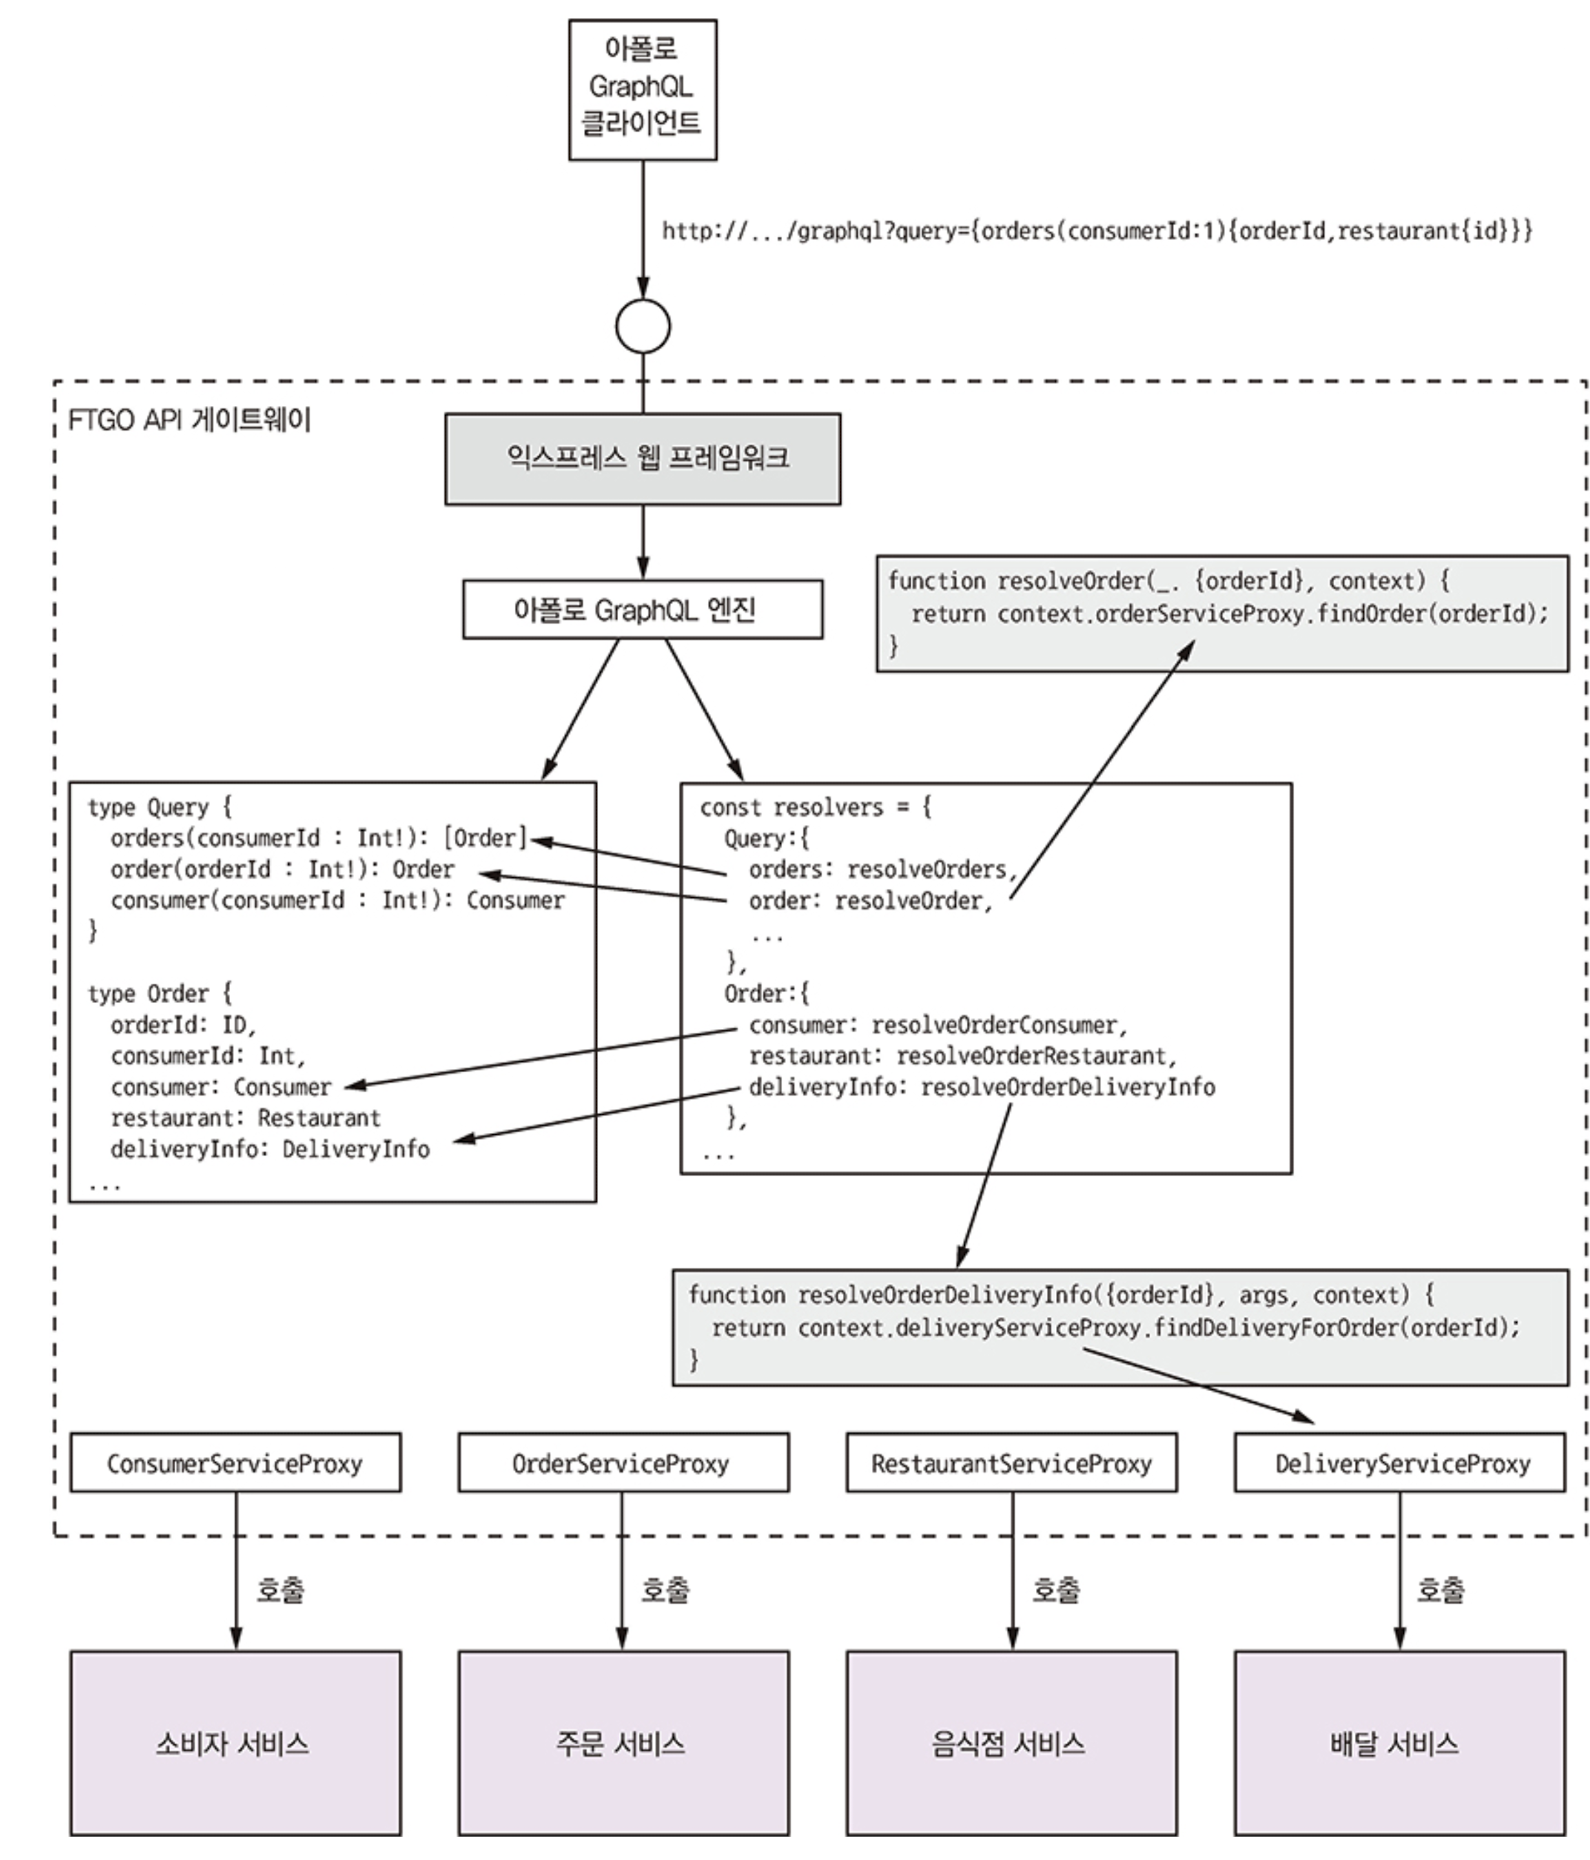 아폴로
GraphQL
클라이언트
http://.../graphql?query={orders(consumerId:1){orderId,restaurant{id}}}
FTGO API 게이트웨이
익스프레스 웹 프레임워크
아폴로 GraphQL 엔진
function resolveOrder(_. {orderId}, context) {
  return context.orderServiceProxy.findOrder(orderId);
}
type Query {
  orders(consumerId : Int!): [Order]
  order(orderId : Int!): Order
  consumer(consumerId : Int!): Consumer
}
type Order {
  orderId: ID,
  consumerId: Int,
  consumer: Consumer
  restaurant: Restaurant
  deliveryInfo: DeliveryInfo
...
const resolvers = {
  Query:{
    orders: resolveOrders,
    order: resolveOrder,
    ...
  },
  Order:{
    consumer: resolveOrderConsumer,
    restaurant: resolveOrderRestaurant,
    deliveryInfo: resolveOrderDeliveryInfo
  },
...
function resolveOrderDeliveryInfo({orderId}, args, context) {
  return context.deliveryServiceProxy.findDeliveryForOrder(orderId);
}
ConsumerServiceProxy
OrderServiceProxy
RestaurantServiceProxy
DeliveryServiceProxy
호출
호출
호출
호출
소비자 서비스
주문 서비스
음식점 서비스
배달 서비스